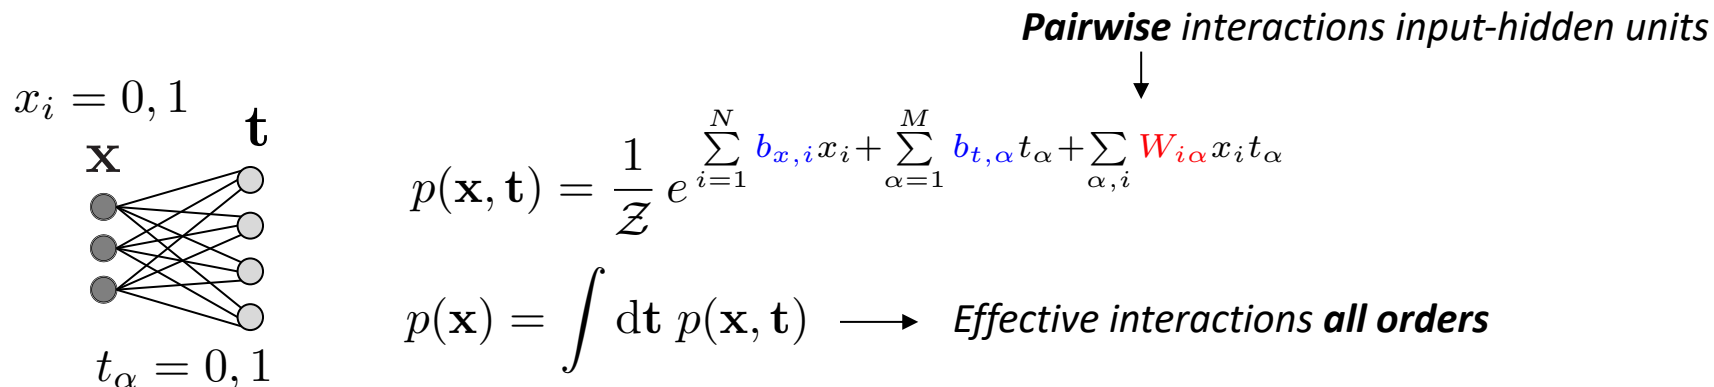 Pairwise interactions input-hidden units
x_i = 0, 1
x
t
p(x, t) = \frac{1}{\mathcal{Z}} e^{\sum_{i=1}^{N} b_{x,i} x_i + \sum_{\alpha=1}^{M} b_{t,\alpha} t_\alpha + \sum_{\alpha,i} W_{i\alpha} x_i t_\alpha}
p(x) = \int dt p(x, t) ⟶ Effective interactions all orders
t_\alpha = 0, 1